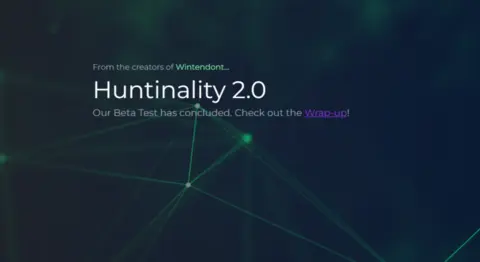 From the creators of Wintendont...
Huntinality 2.0
Our Beta Test has concluded. Check out the Wrap-up!